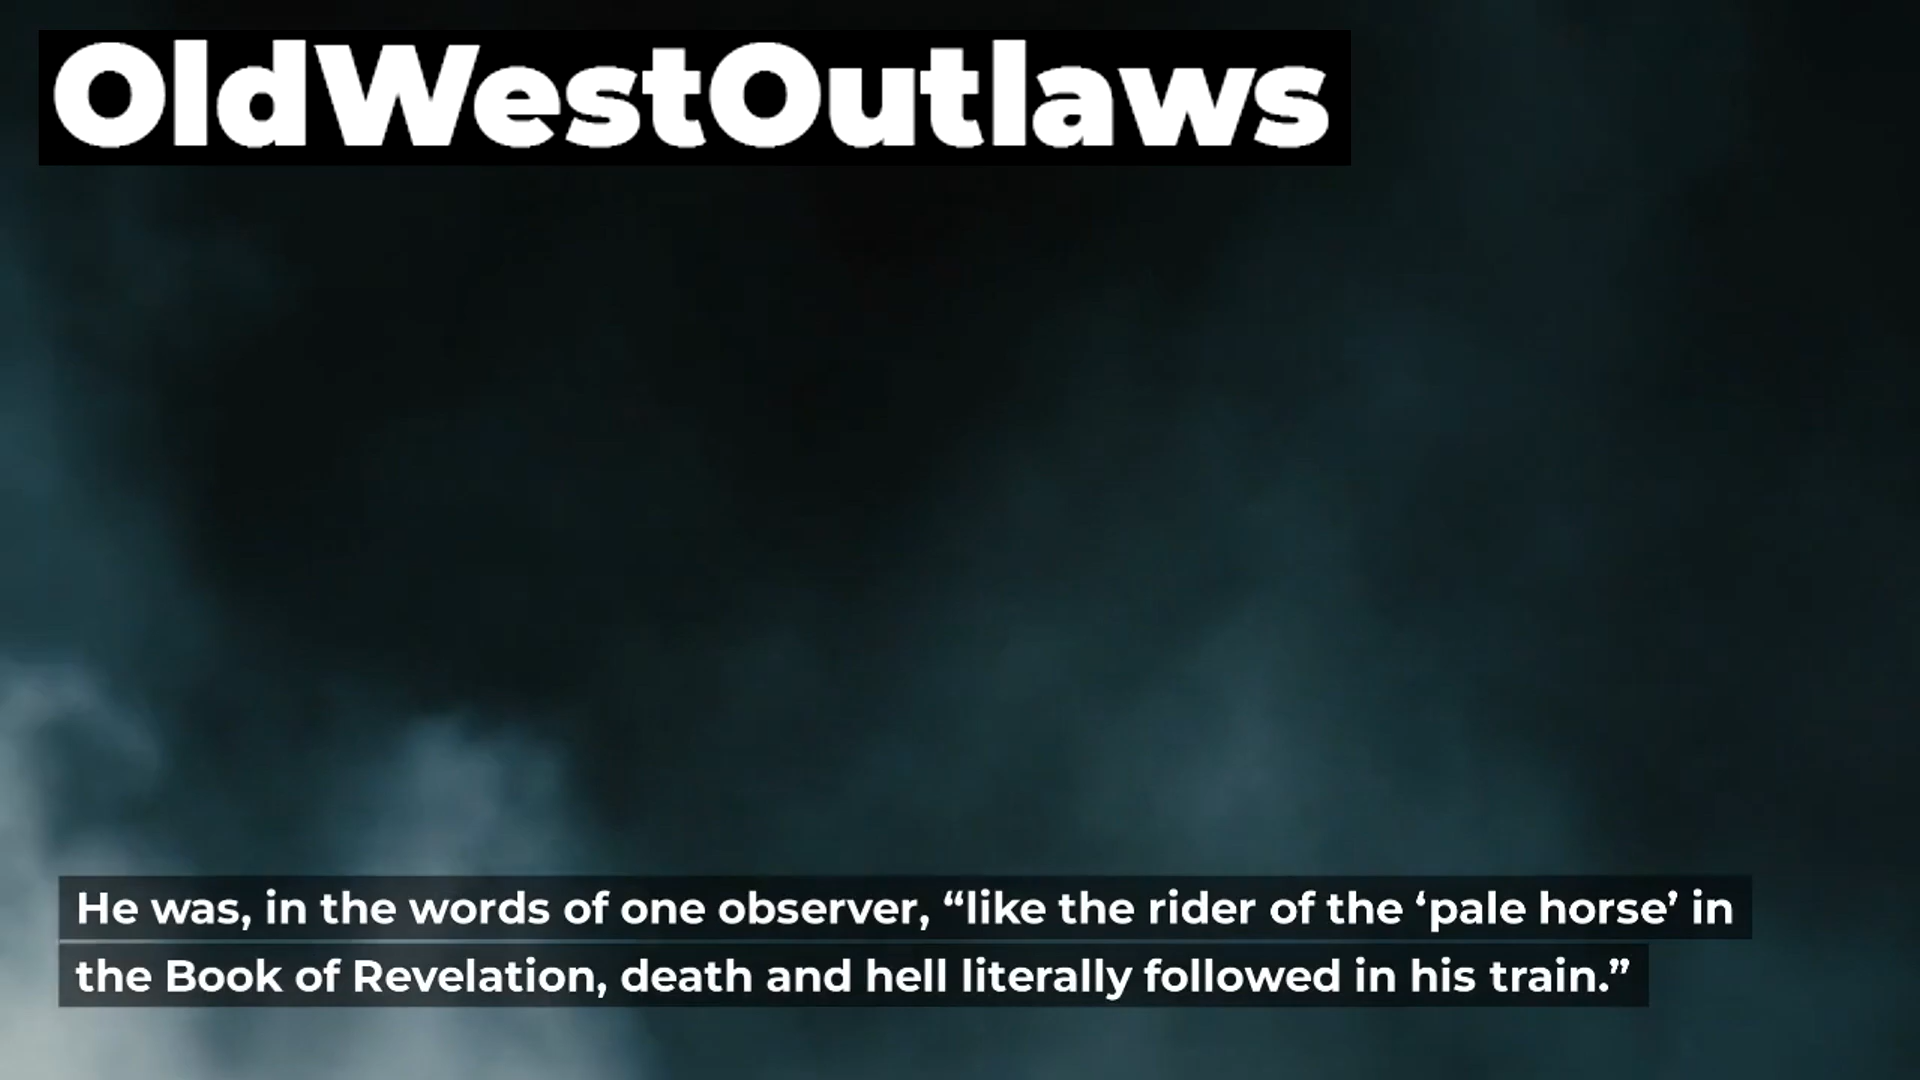 OldWestOutlaws
He was, in the words of one observer, “like the rider of the ‘pale horse’ in
the Book of Revelation, death and hell literally followed in his train.”